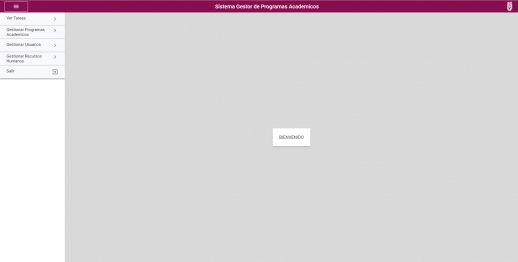 Sistema Gestor de Programas Academicos
Ver Tareas
Gestionar Programas
Academicos
Gestionar Usuarios
Gestionar Recursos
Humanos
Salir
BIENVENIDO